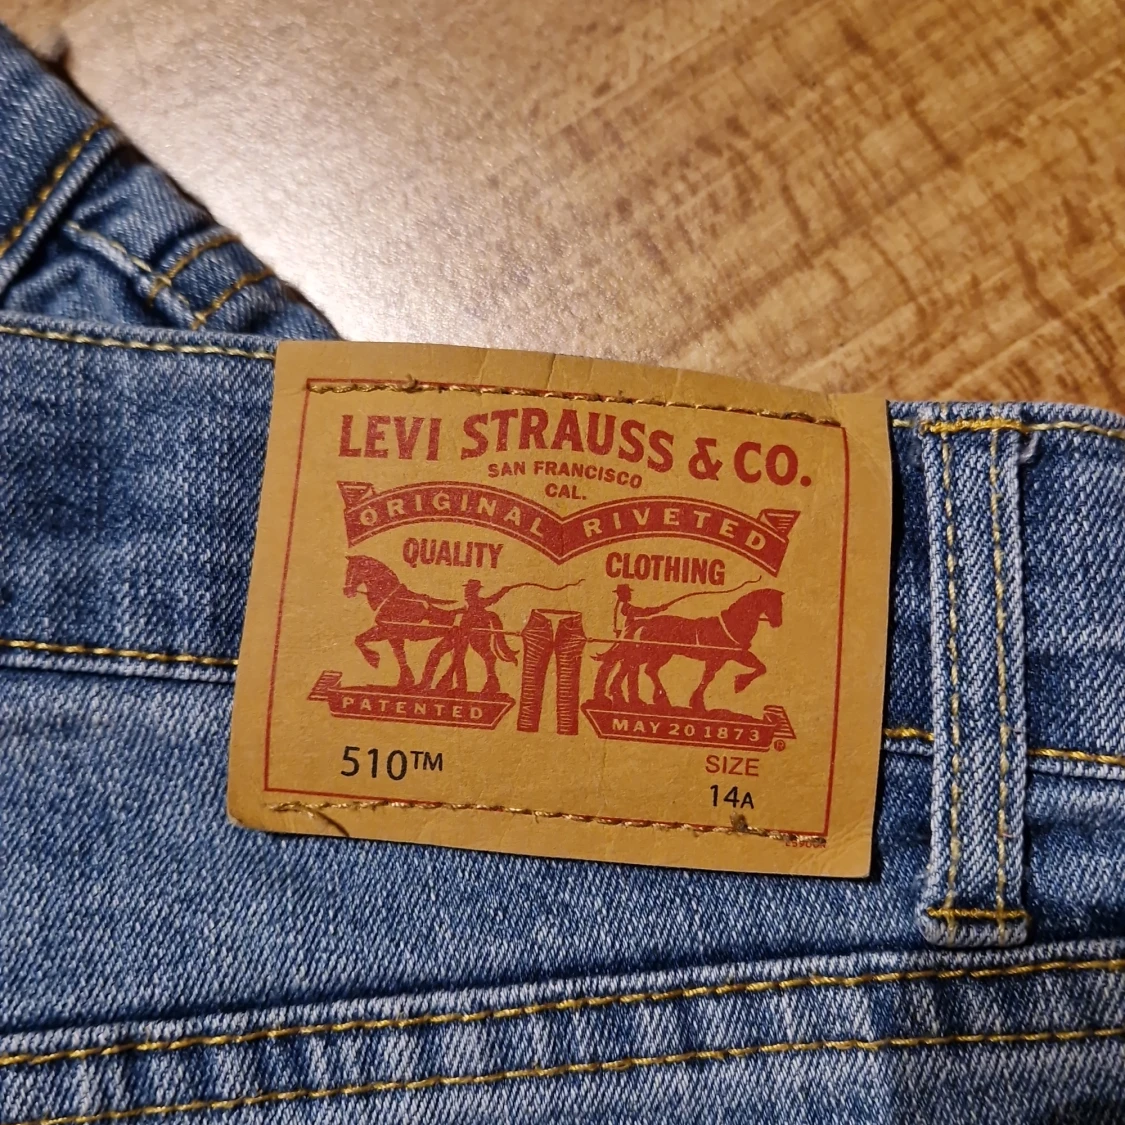 LEVI STRAUSS & CO.
SAN FRANCISCO
CAL.
ORIGINAL RIVETED
QUALITY CLOTHING
PATENTED MAY 20 1873 ®
510™ SIZE
14A